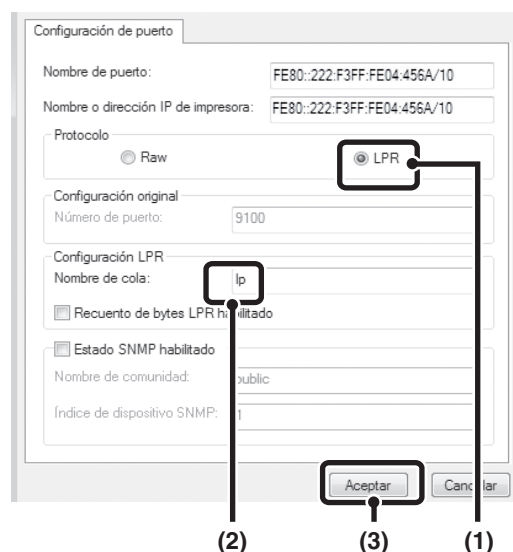 Configuración de puerto
Nombre de puerto: FE80::222:F3FF:FE04:456A/10
Nombre o dirección IP de impresora: FE80::222:F3FF:FE04:456A/10
Protocolo
Raw LPR
Configuración original
Número de puerto: 9100
Configuración LPR
Nombre de cola: lp
Recuento de bytes LPR habilitado
Estado SNMP habilitado
Nombre de comunidad: public
Índice de dispositivo SNMP: 1
Aceptar Cancelar
(2) (3) (1)